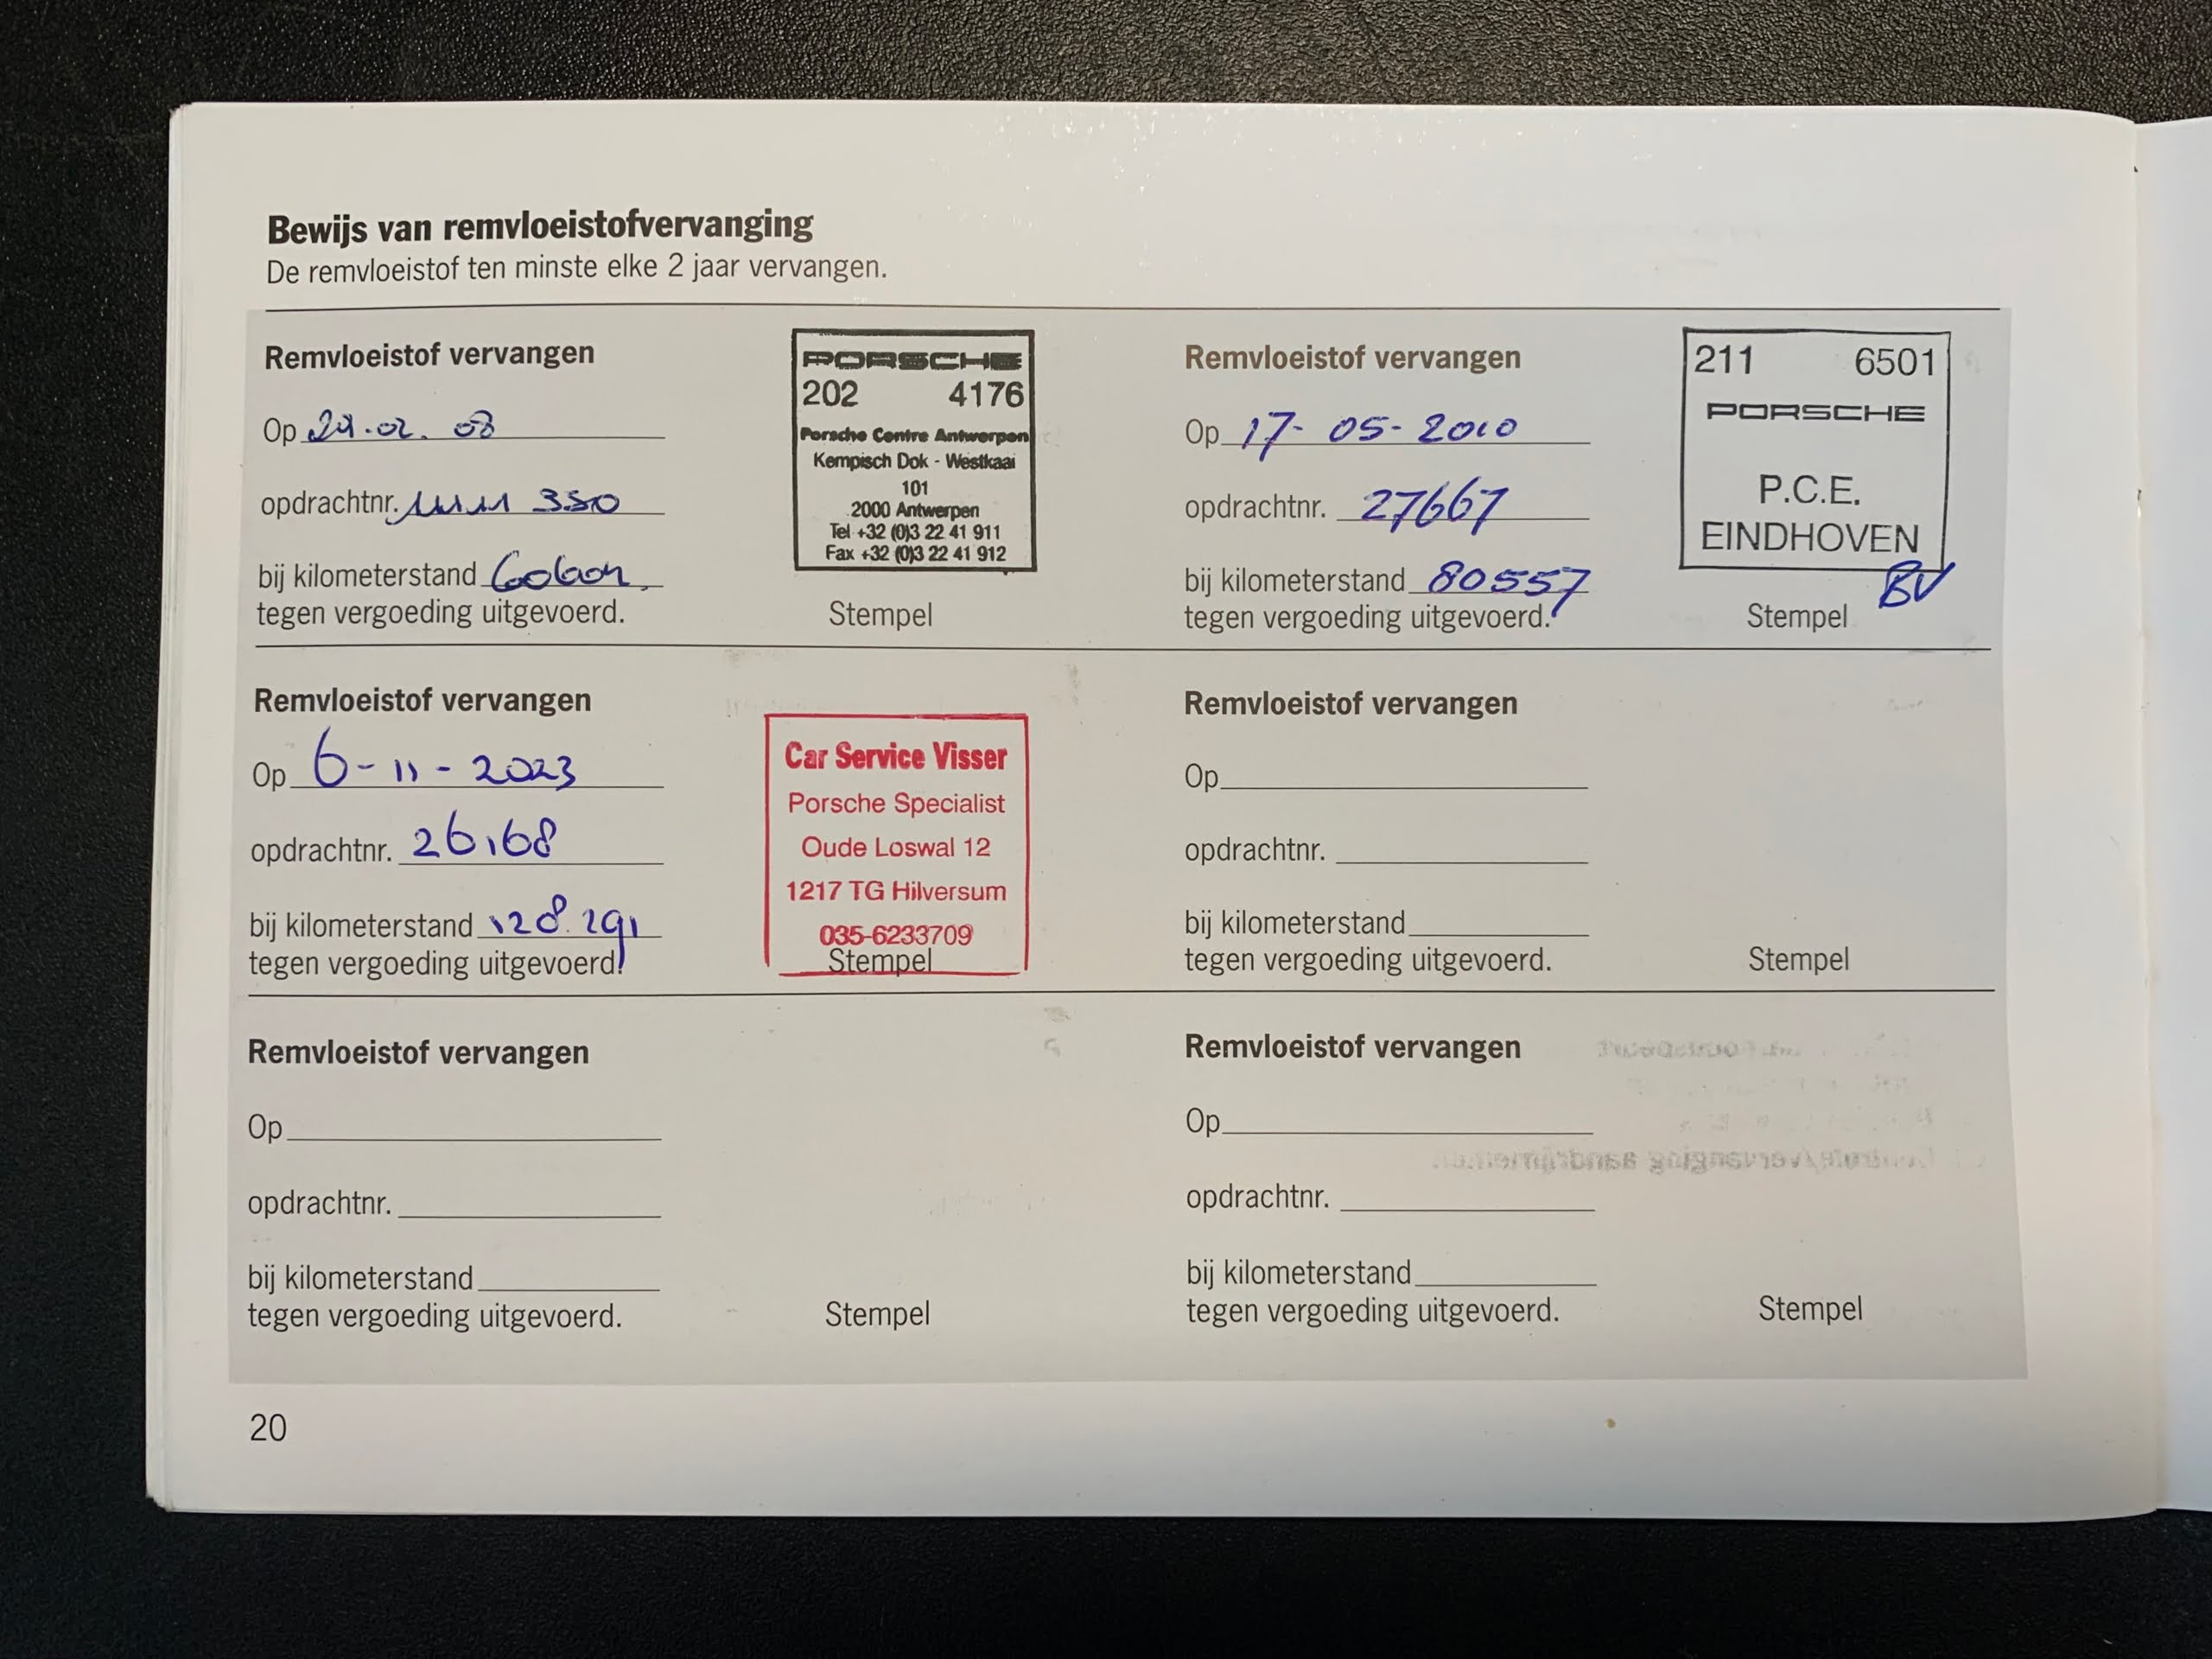 Bewijs van remvloeistofvervanging
De remvloeistof ten minste elke 2 jaar vervangen.
Remvloeistof vervangen
Op
opdrachtnr. 350
bij kilometerstand
tegen vergoeding uitgevoerd.
PORSCHE
202 4176
Porsche Centre Antwerpen
Kempisch Dok - Westkaai
101
2000 Antwerpen
Tel +32 (0)3 22 41 911
Fax +32 (0)3 22 41 912
Stempel
Remvloeistof vervangen
Op 17-05-2010
opdrachtnr. 27667
bij kilometerstand 80557
tegen vergoeding uitgevoerd.
211 6501
PORSCHE
P.C.E.
EINDHOVEN
BV
Stempel
Remvloeistof vervangen
Op 6-11-2023
opdrachtnr. 26168
bij kilometerstand 128.291
tegen vergoeding uitgevoerd.
Car Service Visser
Porsche Specialist
Oude Loswal 12
1217 TG Hilversum
035-6233709
Stempel
Remvloeistof vervangen
Op
opdrachtnr.
bij kilometerstand
tegen vergoeding uitgevoerd.
Stempel
Remvloeistof vervangen
Op
opdrachtnr.
bij kilometerstand
tegen vergoeding uitgevoerd.
Stempel
Remvloeistof vervangen
Op
opdrachtnr.
bij kilometerstand
tegen vergoeding uitgevoerd.
Stempel
20